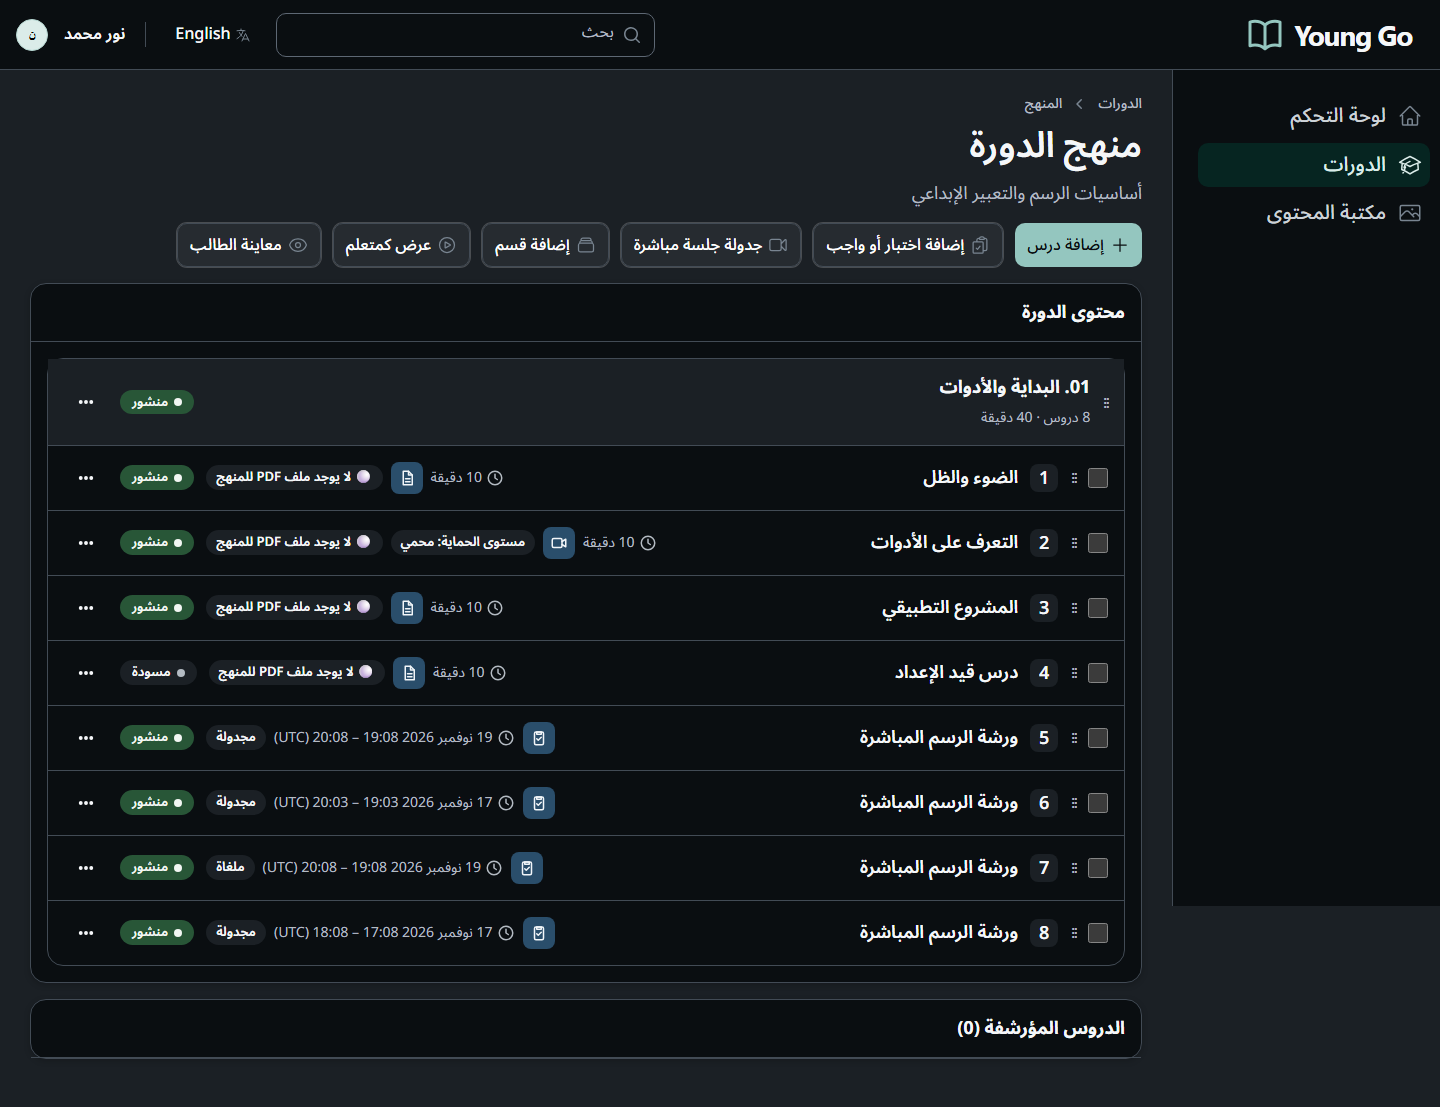 Young Go
بحث
English
نور محمد
ن
لوحة التحكم
الدورات
مكتبة المحتوى
الدورات
المنهج
منهج الدورة
أساسيات الرسم والتعبير الإبداعي
إضافة درس
إضافة اختبار أو واجب
جدولة جلسة مباشرة
إضافة قسم
عرض كمتعلم
معاينة الطالب
محتوى الدورة
01. البداية والأدوات
8 دروس · 40 دقيقة
منشور
1 الضوء والظل 10 دقيقة لا يوجد ملف PDF للمنهج منشور
2 التعرف على الأدوات 10 دقيقة مستوى الحماية: محمي لا يوجد ملف PDF للمنهج منشور
3 المشروع التطبيقي 10 دقيقة لا يوجد ملف PDF للمنهج منشور
4 درس قيد الإعداد 10 دقيقة لا يوجد ملف PDF للمنهج مسودة
5 ورشة الرسم المباشرة 19 نوفمبر 2026 19:08 – 20:08 (UTC) مجدولة منشور
6 ورشة الرسم المباشرة 17 نوفمبر 2026 19:03 – 20:03 (UTC) مجدولة منشور
7 ورشة الرسم المباشرة 19 نوفمبر 2026 19:08 – 20:08 (UTC) ملغاة منشور
8 ورشة الرسم المباشرة 17 نوفمبر 2026 17:08 – 18:08 (UTC) مجدولة منشور
الدروس المؤرشفة (0)